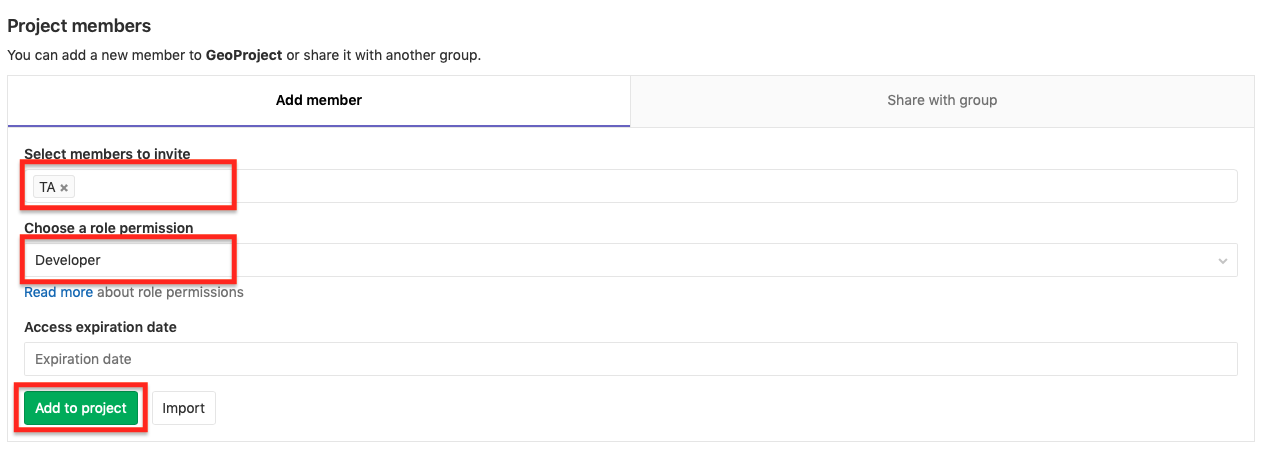 Project members
You can add a new member to GeoProject or share it with another group.
Add member
Share with group
Select members to invite
TA ×
Choose a role permission
Developer
Read more about role permissions
Access expiration date
Expiration date
Add to project
Import